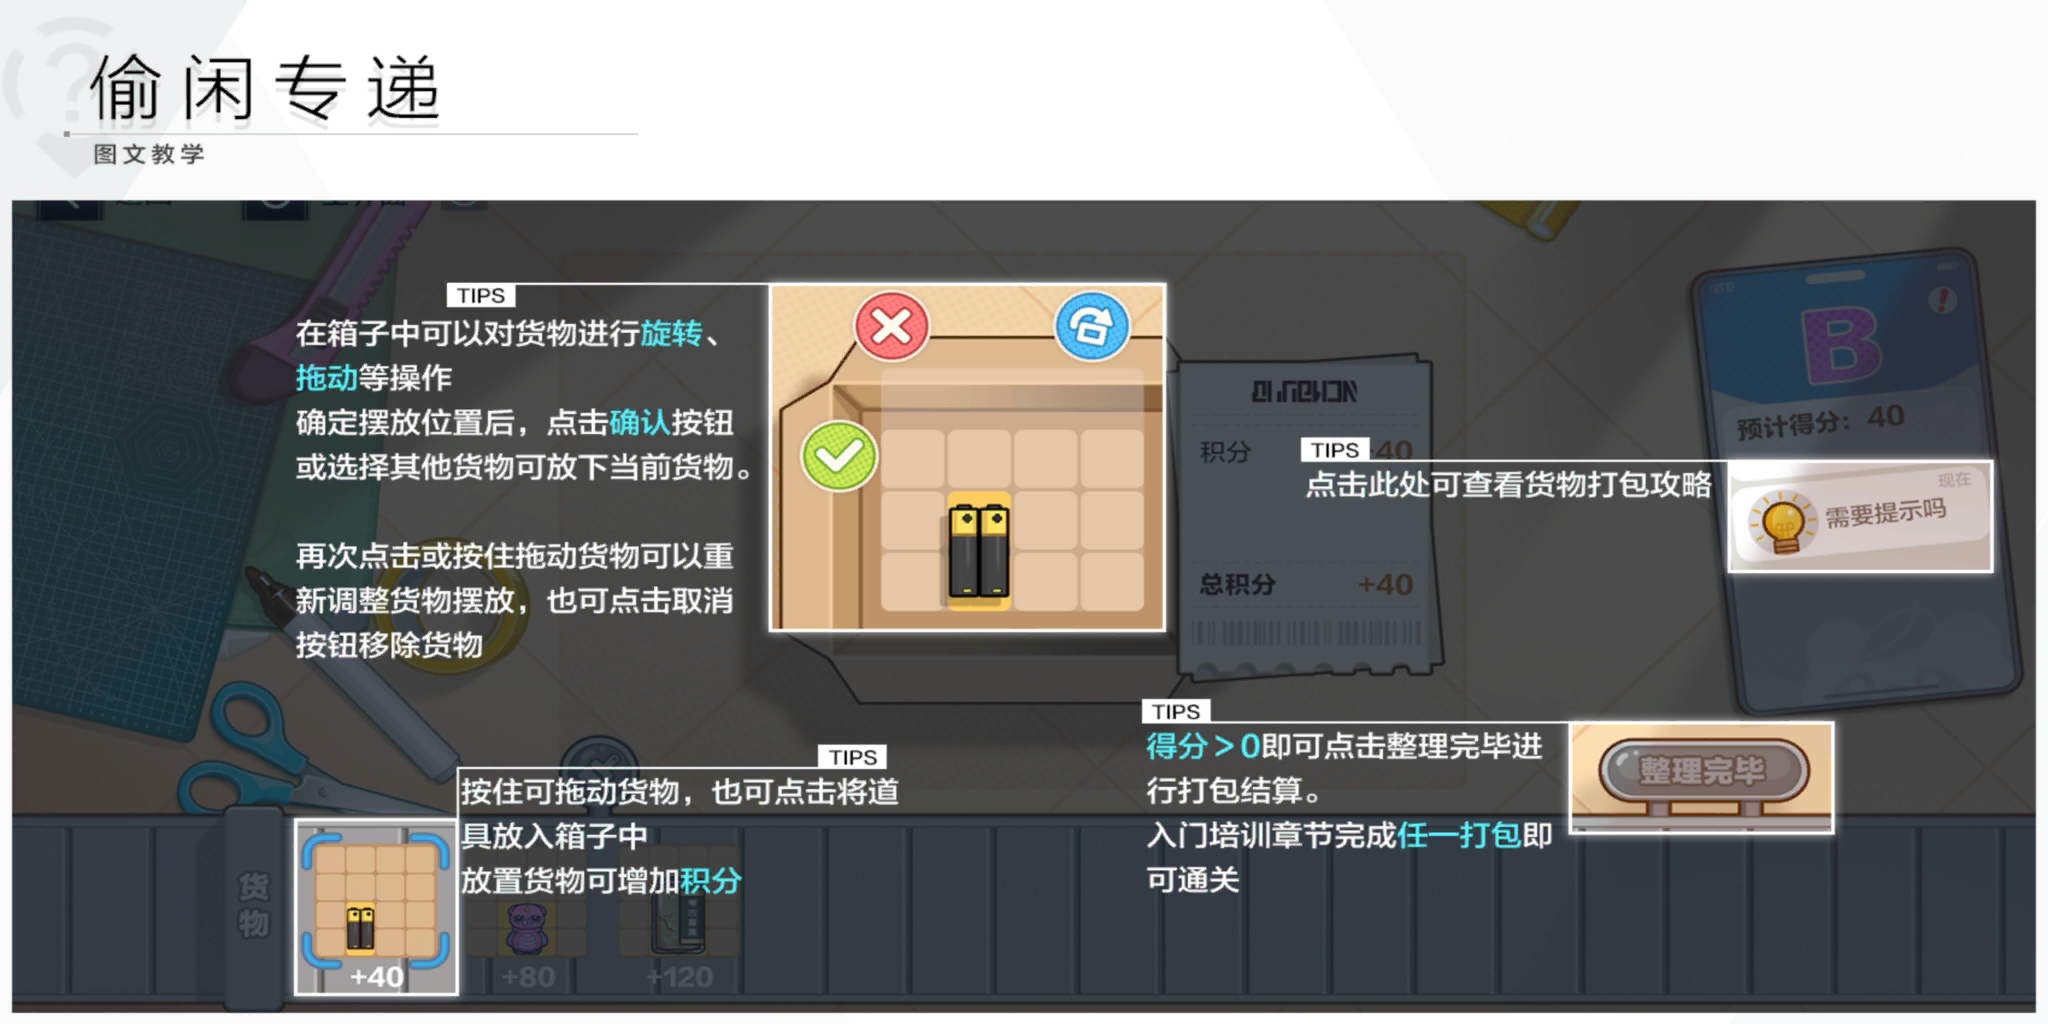 偷闲专递
图文教学
TIPS
在箱子中可以对货物进行旋转、
拖动等操作
确定摆放位置后，点击确认按钮
或选择其他货物可放下当前货物。
再次点击或按住拖动货物可以重
新调整货物摆放，也可点击取消
按钮移除货物
积分
总积分 +40
B
预计得分：40
TIPS
点击此处可查看货物打包攻略
现在
需要提示吗
TIPS
按住可拖动货物，也可点击将道
具放入箱子中
放置货物可增加积分
TIPS
得分＞0即可点击整理完毕进
行打包结算。
入门培训章节完成任一打包即
可通关
整理完毕
货物
+40
+80
+120